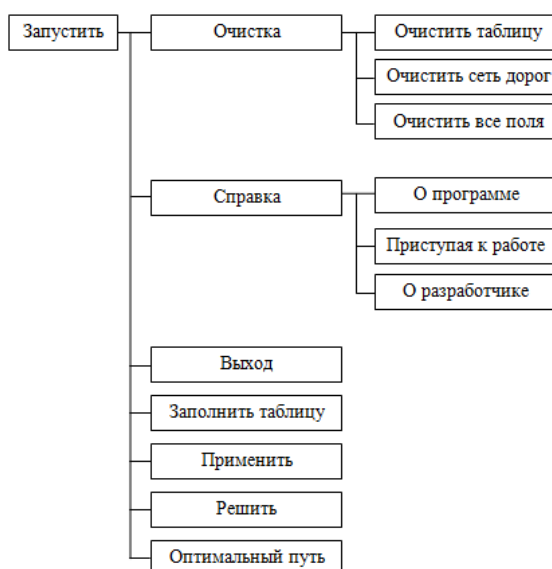 Запустить
Очистка
Очистить таблицу
Очистить сеть дорог
Очистить все поля
Справка
О программе
Приступая к работе
О разработчике
Выход
Заполнить таблицу
Применить
Решить
Оптимальный путь